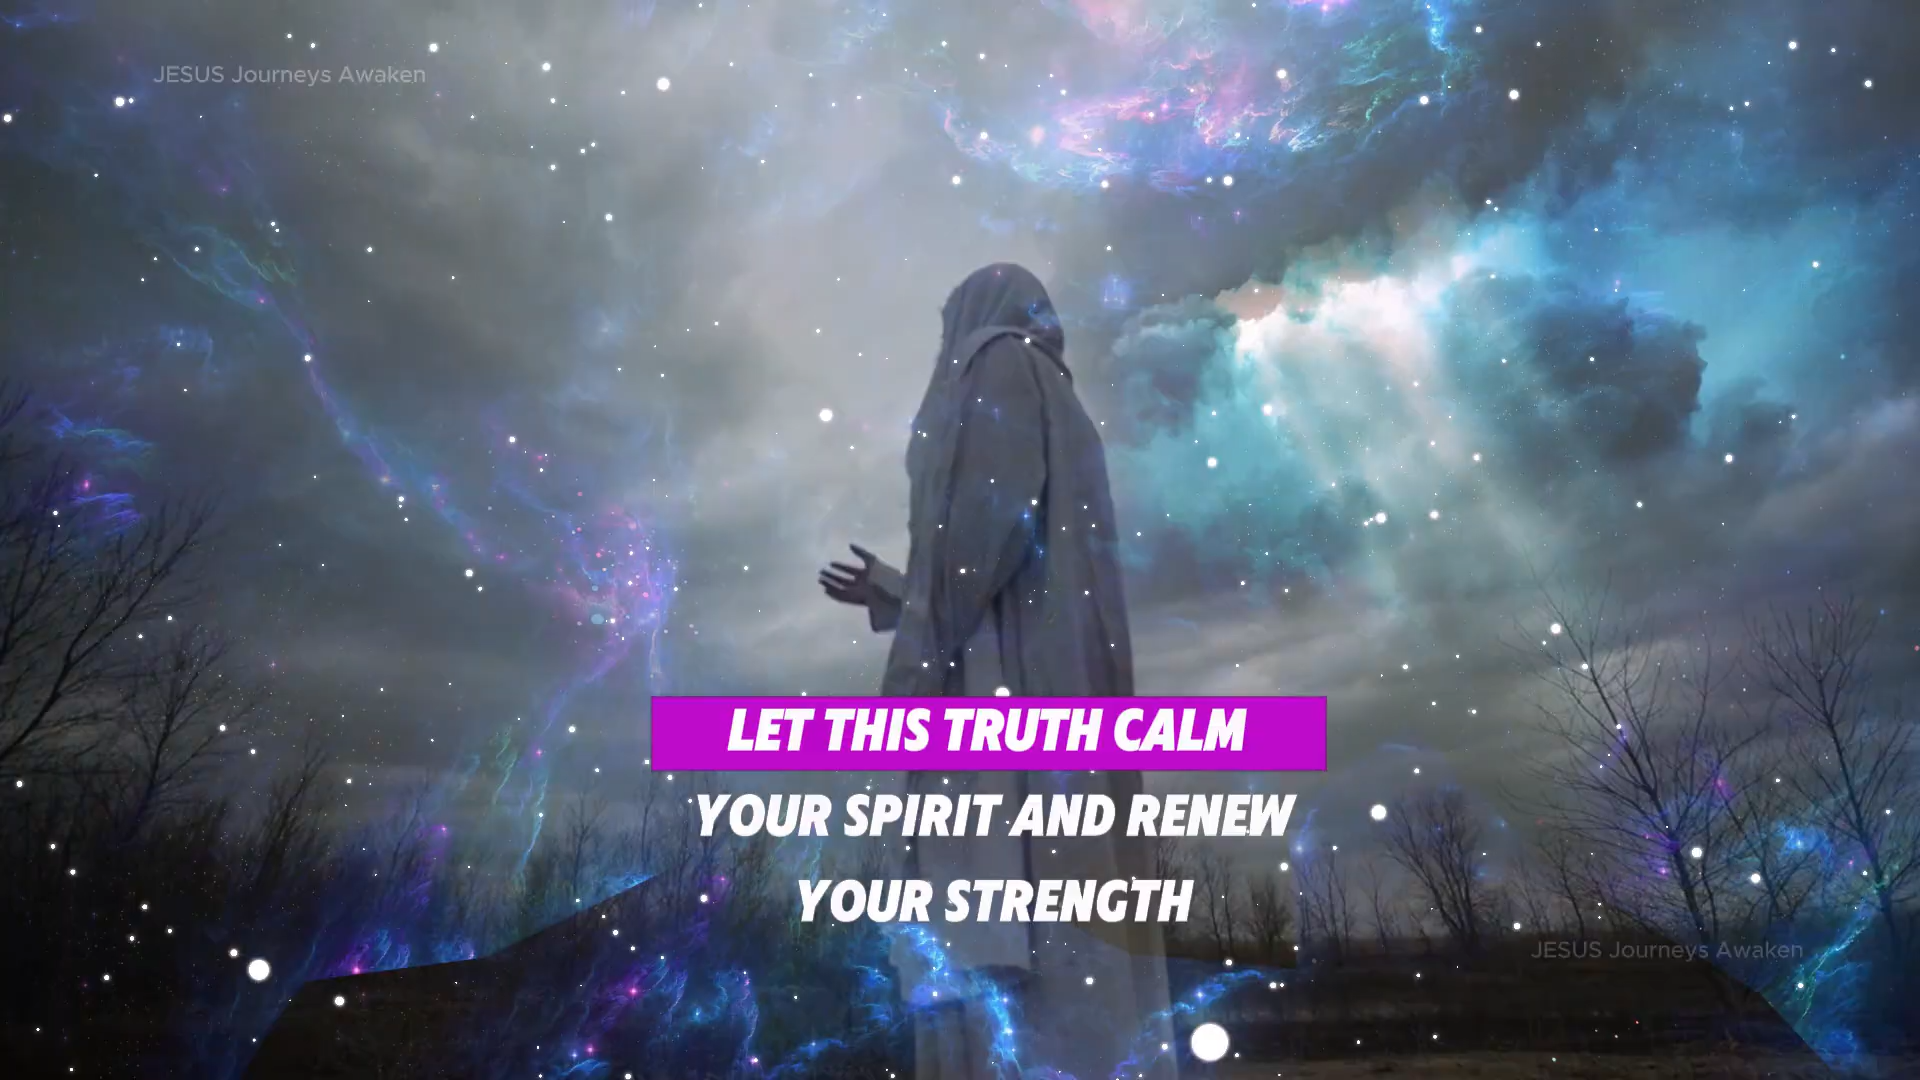 JESUS Journeys Awaken
LET THIS TRUTH CALM
YOUR SPIRIT AND RENEW
YOUR STRENGTH
JESUS Journeys Awaken